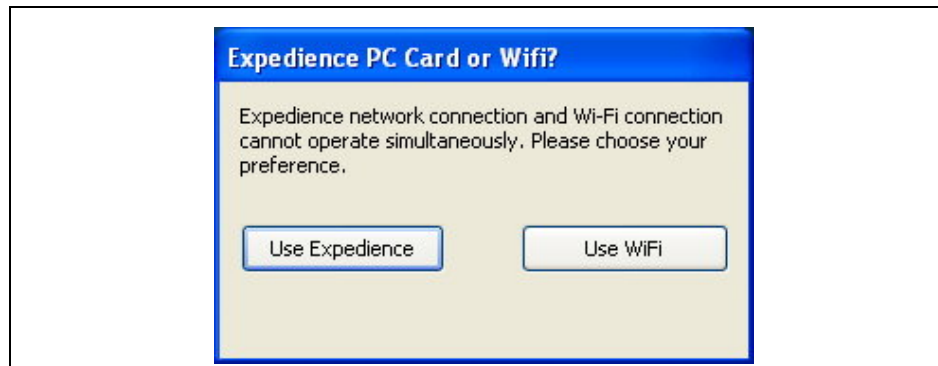 Expedience PC Card or Wifi?
Expedience network connection and Wi-Fi connection
cannot operate simultaneously. Please choose your
preference.
Use Expedience
Use WiFi